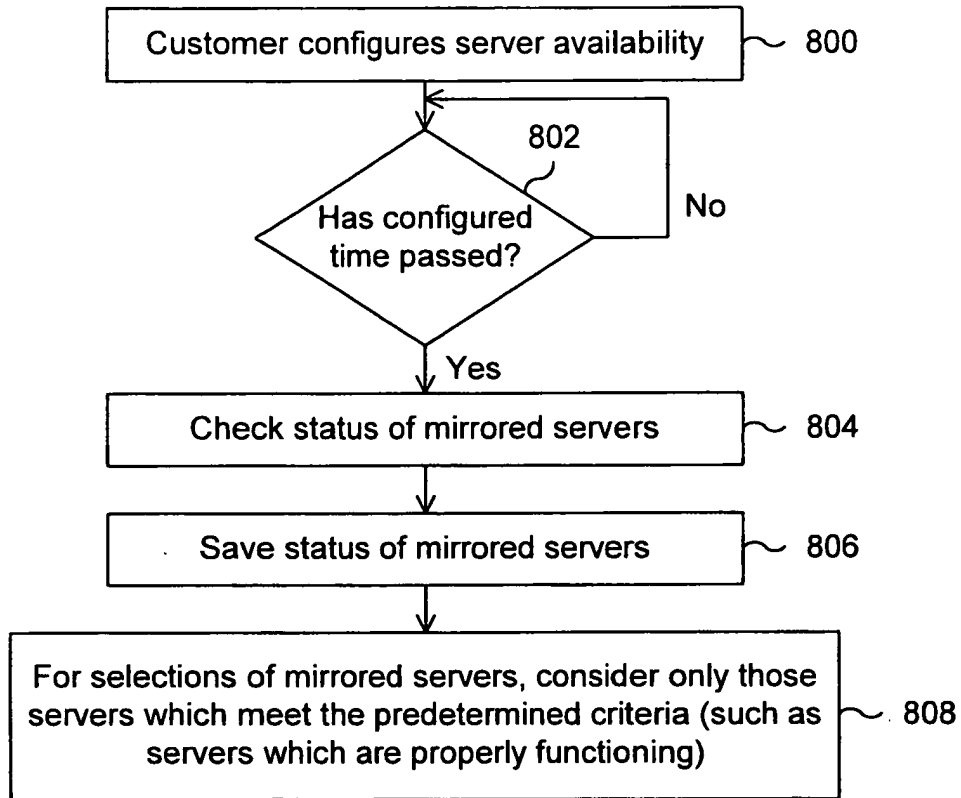 Customer configures server availability
800
802
Has configured
time passed?
No
Yes
Check status of mirrored servers
804
Save status of mirrored servers
806
For selections of mirrored servers, consider only those
servers which meet the predetermined criteria (such as
servers which are properly functioning)
808